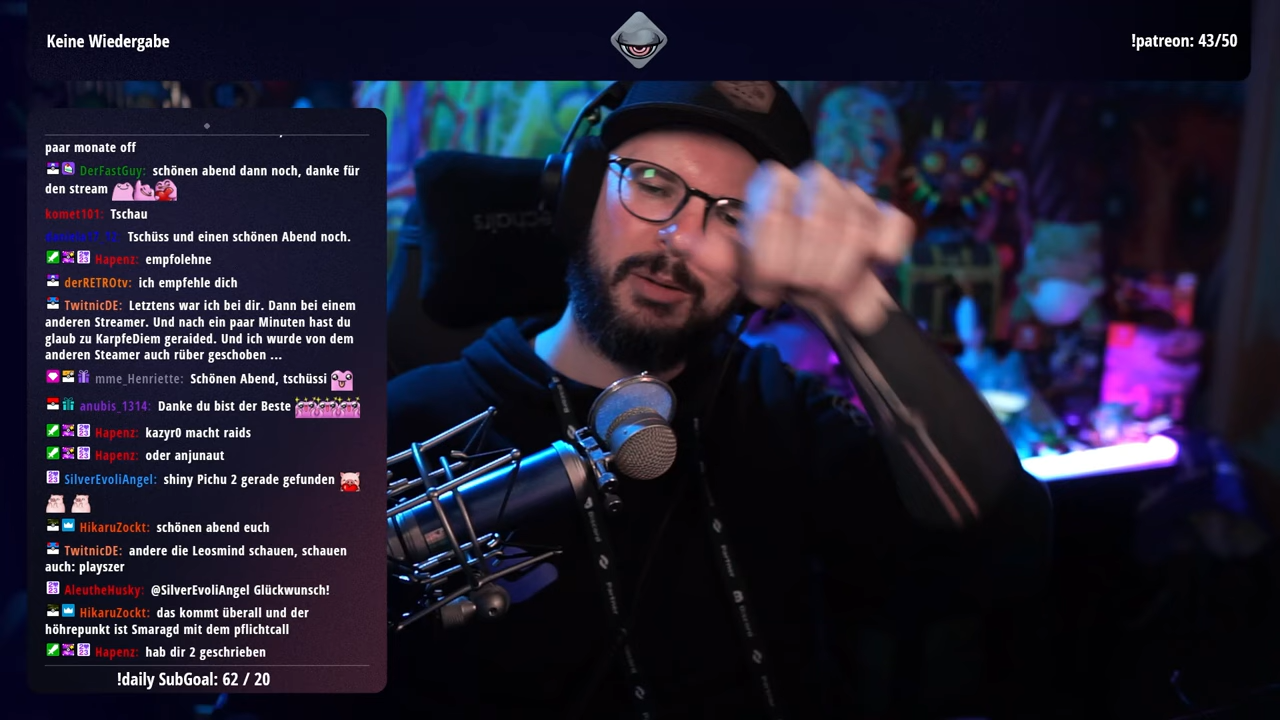 Keine Wiedergabe
!patreon: 43/50
paar monate off
DerFastGuy: schönen abend dann noch, danke für
den stream
komet101: Tschau
Tschüss und einen schönen Abend noch.
Hapenz: empfolehne
derRETROtv: ich empfehle dich
TwitnicDE: Letztens war ich bei dir. Dann bei einem
anderen Streamer. Und nach ein paar Minuten hast du
glaub zu KarpfeDiem geraided. Und ich wurde von dem
anderen Steamer auch rüber geschoben ...
mme_Henriette: Schönen Abend, tschüssi
anubis_1314: Danke du bist der Beste
Hapenz: kazyr0 macht raids
Hapenz: oder anjunaut
SilverEvoliAngel: shiny Pichu 2 gerade gefunden
HikaruZockt: schönen abend euch
TwitnicDE: andere die Leosmind schauen, schauen
auch: playszer
AleutheHusky: @SilverEvoliAngel Glückwunsch!
HikaruZockt: das kommt überall und der
höhrepunkt ist Smaragd mit dem pflichtcall
Hapenz: hab dir 2 geschrieben
!daily SubGoal: 62 / 20
Partner
Discord